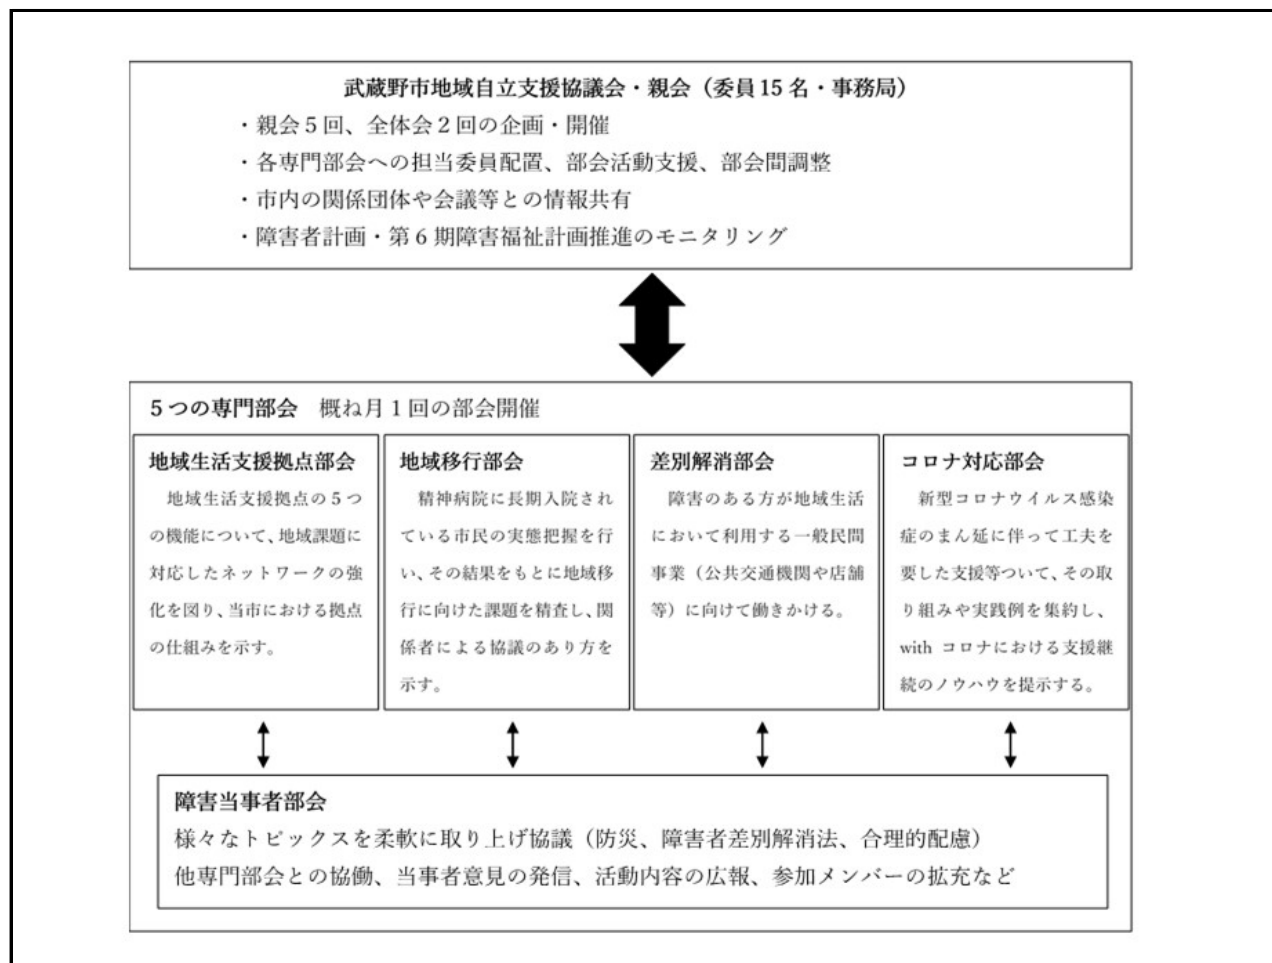 武蔵野市地域自立支援協議会・親会（委員15名・事務局）
・親会５回、全体会２回の企画・開催
・各専門部会への担当委員配置、部会活動支援、部会間調整
・市内の関係団体や会議等との情報共有
・障害者計画・第６期障害福祉計画推進のモニタリング
５つの専門部会　概ね月１回の部会開催
地域生活支援拠点部会
地域生活支援拠点の５つ
の機能について、地域課題に
対応したネットワークの強
化を図り、当市における拠点
の仕組みを示す。
地域移行部会
精神病院に長期入院され
ている市民の実態把握を行
い、その結果をもとに地域移
行に向けた課題を精査し、関
係者による協議のあり方を
示す。
差別解消部会
障害のある方が地域生活
において利用する一般民間
事業（公共交通機関や店舗
等）に向けて働きかける。
コロナ対応部会
新型コロナウイルス感染
症のまん延に伴って工夫を
要した支援等ついて、その取
り組みや実践例を集約し、
with コロナにおける支援継
続のノウハウを提示する。
障害当事者部会
様々なトピックスを柔軟に取り上げ協議（防災、障害者差別解消法、合理的配慮）
他専門部会との協働、当事者意見の発信、活動内容の広報、参加メンバーの拡充など